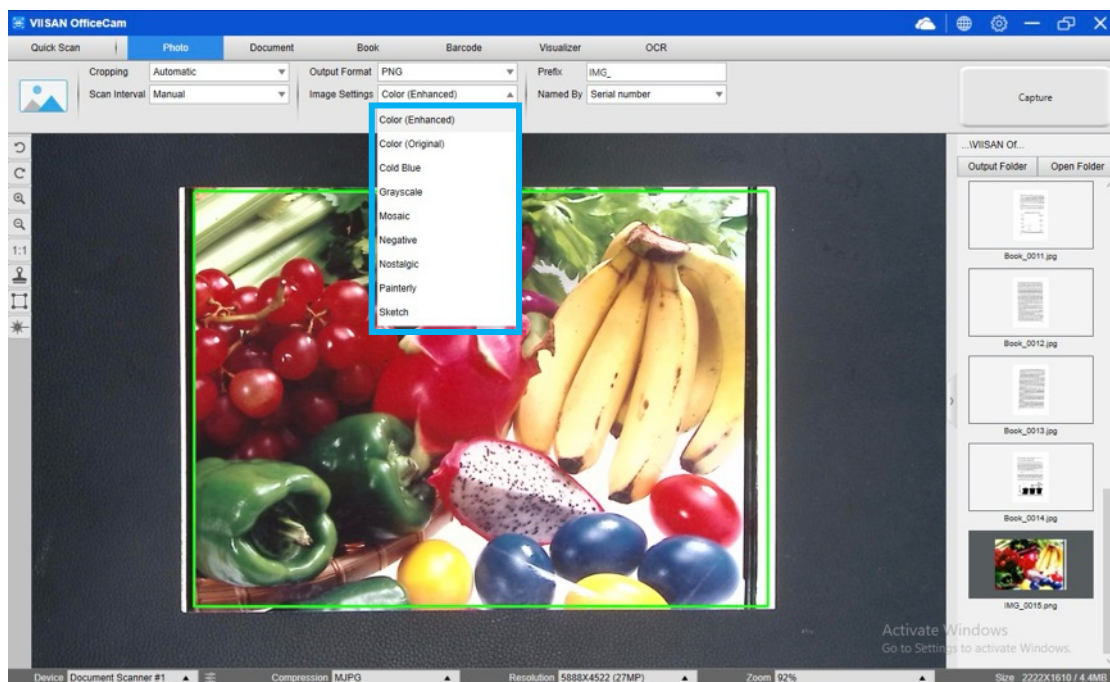 VIISAN OfficeCam
Quick Scan Photo Document Book Barcode Visualizer OCR
Cropping Automatic Output Format PNG Prefix IMG_
Scan Interval Manual Image Settings Color (Enhanced) Named By Serial number
Capture
Color (Enhanced)
Color (Original)
Cold Blue
Grayscale
Mosaic
Negative
Nostalgic
Painterly
Sketch
1:1
...\VIISAN Of...
Output Folder Open Folder
Book_0011.jpg
Book_0012.jpg
Book_0013.jpg
Book_0014.jpg
IMG_0015.png
Activate Windows
Go to Settings to activate Windows.
Device Document Scanner #1 Compression MJPG Resolution 5888X4522 (27MP) Zoom 92% Size 2222X1610 / 4.4MB